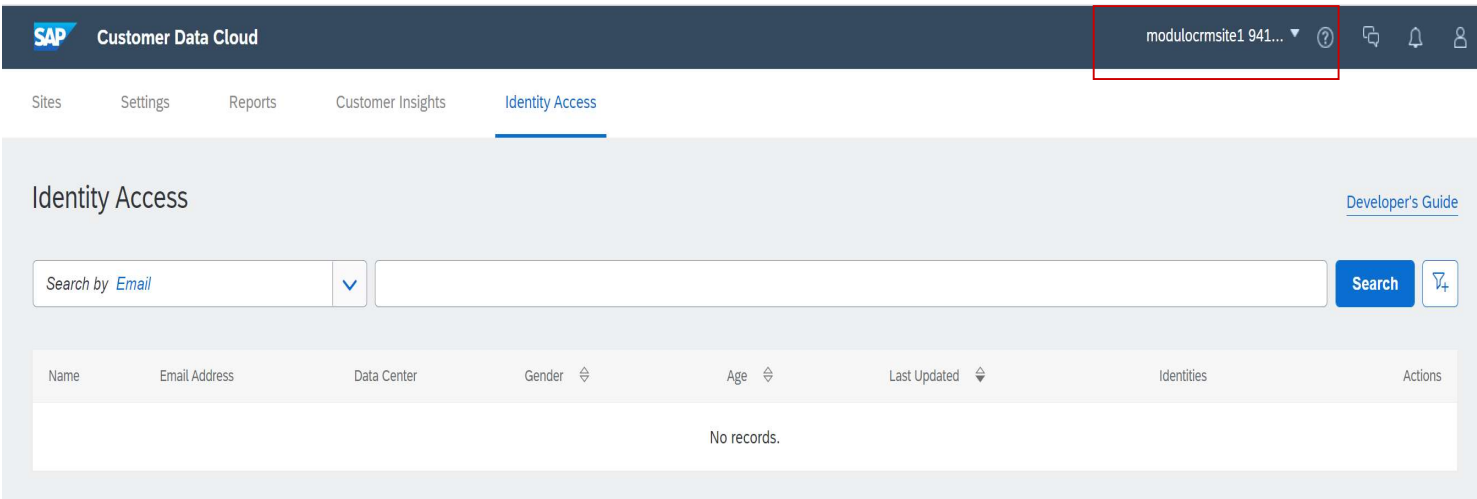 SAP Customer Data Cloud modulocrmsite1 941...
Sites Settings Reports Customer Insights Identity Access
Identity Access
Developer's Guide
Search by Email Search
Name Email Address Data Center Gender Age Last Updated Identities Actions
No records.